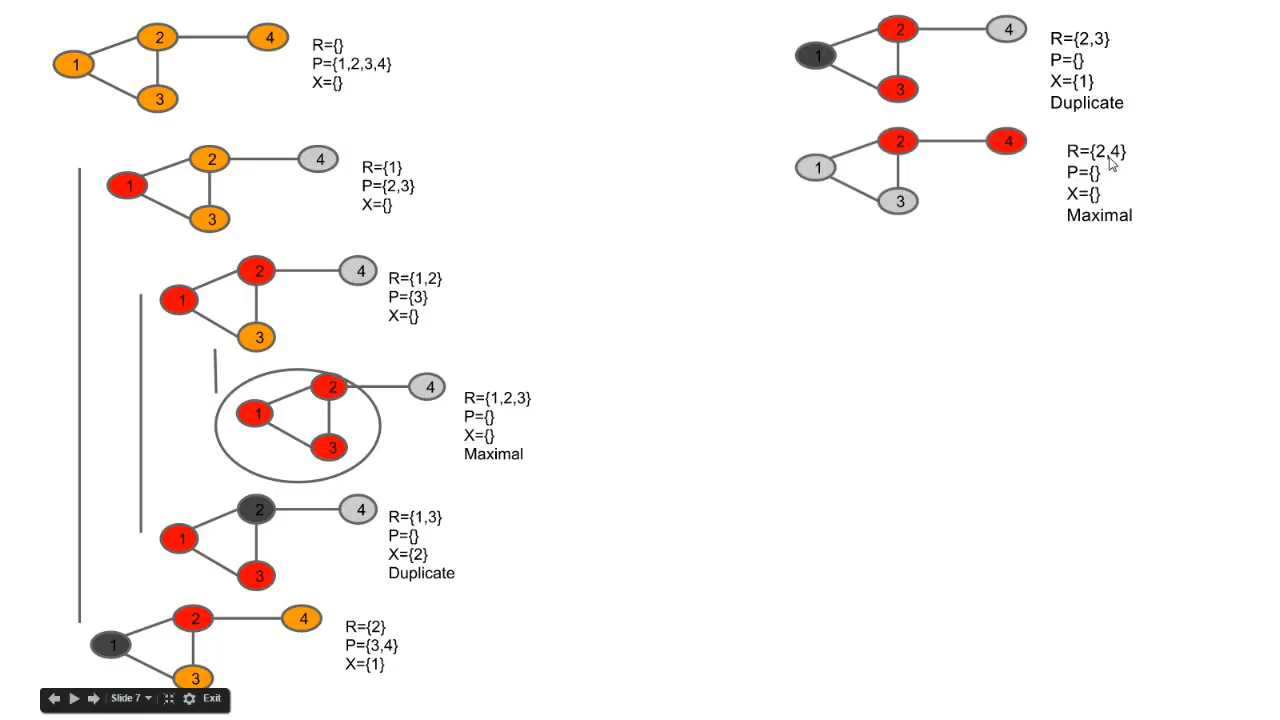 2
4
1
3
R={}
P={1,2,3,4}
X={}
2
4
1
3
R={1}
P={2,3}
X={}
2
4
1
3
R={1,2}
P={3}
X={}
2
4
1
3
R={1,2,3}
P={}
X={}
Maximal
2
4
1
3
R={1,3}
P={}
X={2}
Duplicate
2
4
1
3
R={2}
P={3,4}
X={1}
Slide 7 Exit
2
4
1
3
R={2,3}
P={}
X={1}
Duplicate
2
4
1
3
R={2,4}
P={}
X={}
Maximal